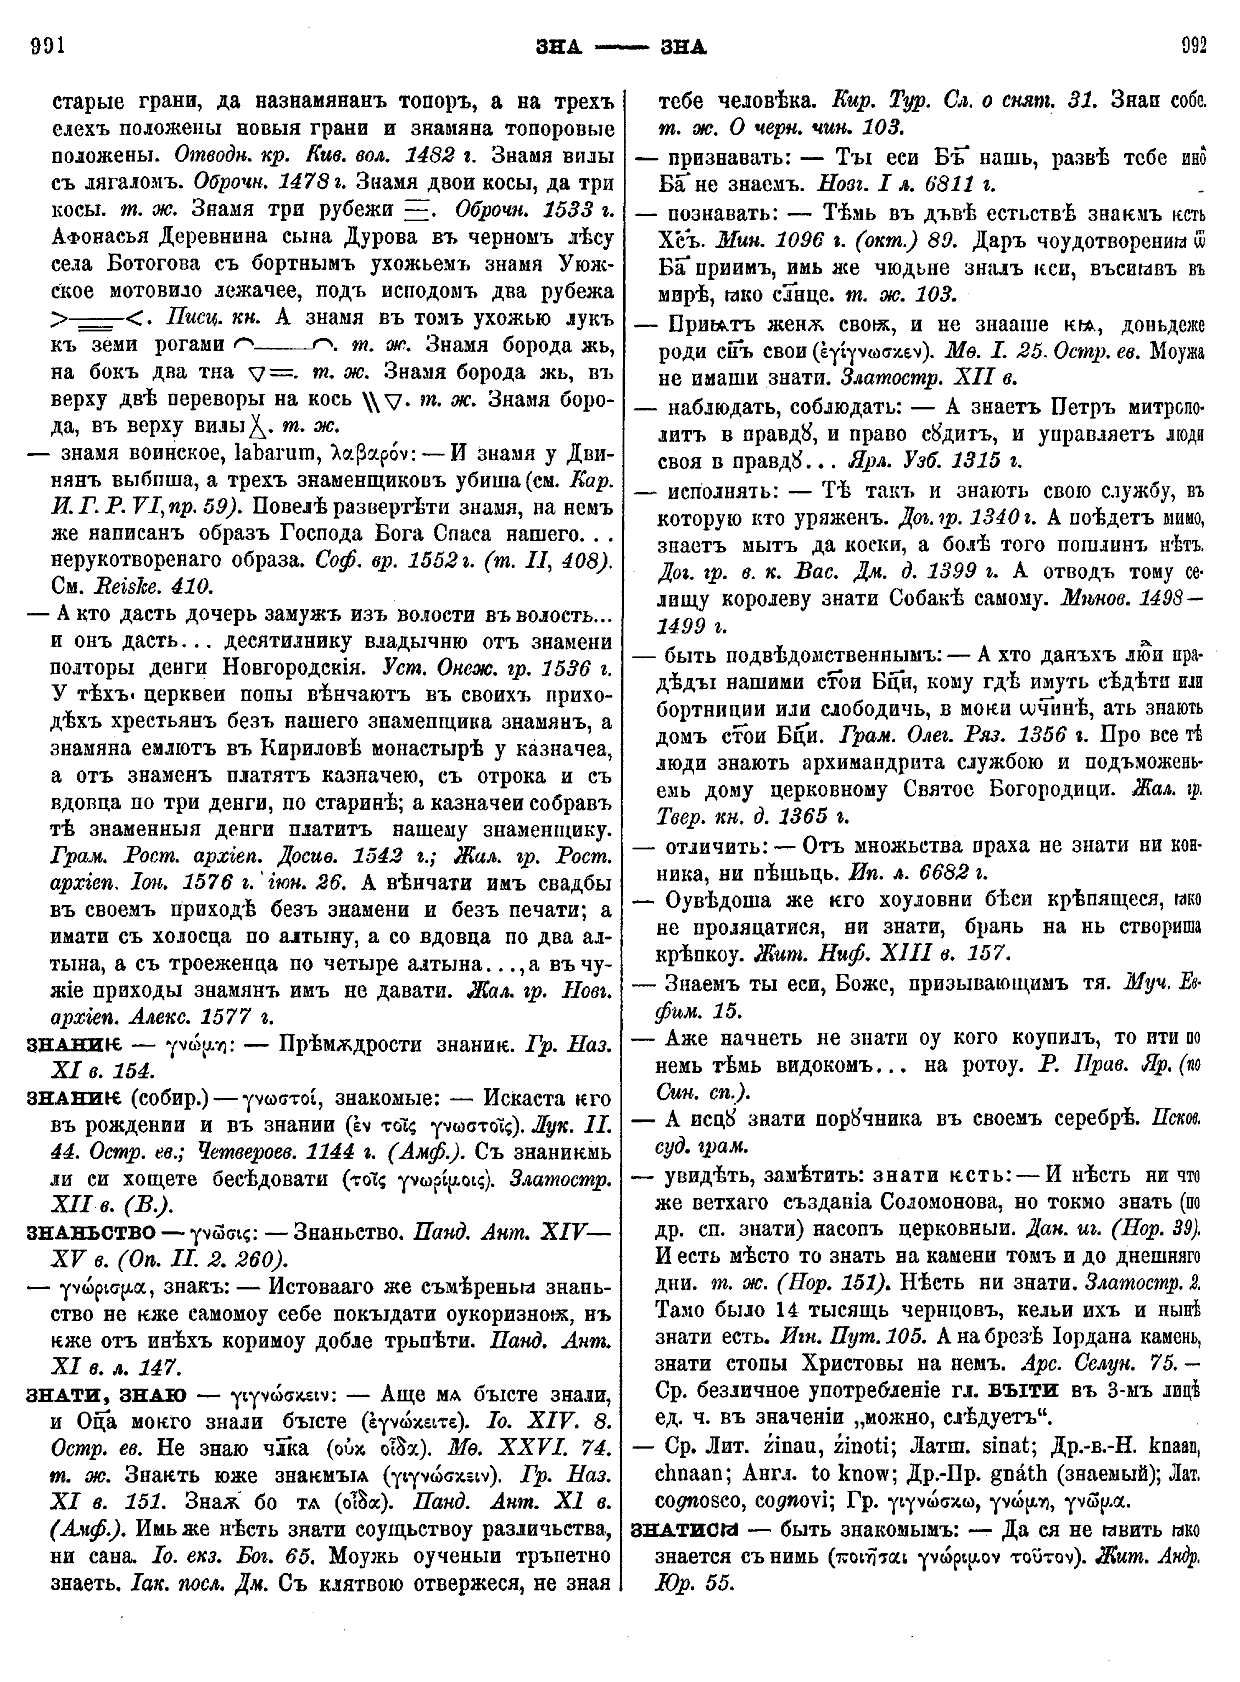 991 ЗНА —— ЗНА 992
старые грани, да назнамянанъ топоръ, а на трехъ
елехъ положены новыя грани и знамяна топоровые
положены. Отводн. кр. Кив. вол. 1482 г. Знамя вилы
съ лягаломъ. Оброчн. 1478 г. Знамя двои косы, да три
косы. т. ж. Знамя три рубежи . Оброчн. 1533 г.
Аѳонасья Деревнина сына Дурова въ черномъ лѣсу
села Ботогова съ бортнымъ ухожьемъ знамя Уюж-
ское мотовило лежачее, подъ исподомъ два рубежа
>——<. Писц. кн. А знамя въ томъ ухожью лукъ
къ земи рогами . т. ж. Знамя борода жь,
на бокъ два тна ▽=. т. ж. Знамя борода жь, въ
верху двѣ переворы на кось \\▽. т. ж. Знамя боро-
да, въ верху вилы . т. ж.
— знамя воинское, labarum, λαβαρόν: — И знамя у Дви-
нянъ выбиша, а трехъ знаменщиковъ убиша (см. Кар.
И. Г. Р. VI, пр. 59). Повелѣ развертѣти знамя, на немъ
же написанъ образъ Господа Бога Спаса нашего. . .
нерукотворенаго образа. Соф. вр. 1552 г. (т. II, 408).
См. Reiske. 410.
— А кто дасть дочерь замужъ изъ волости въ волость...
и онъ дасть... десятилнику владычню отъ знамени
полторы денги Новгородскія. Уст. Онеж. гр. 1536 г.
У тѣхъ церквеи попы вѣнчаютъ въ своихъ прихо-
дѣхъ хрестьянъ безъ нашего знаменщика знамянъ, а
знамяна емлютъ въ Кириловѣ монастырѣ у казначеа,
а отъ знаменъ платятъ казначею, съ отрока и съ
вдовца по три денги, по старинѣ; а казначеи собравъ
тѣ знаменныя денги платитъ нашему знаменщику.
Грам. Рост. архіеп. Досив. 1542 г.; Жал. гр. Рост.
архіеп. Іон. 1576 г. іюн. 26. А вѣнчати имъ свадбы
въ своемъ приходѣ безъ знамени и безъ печати; а
имати съ холосца по алтыну, а со вдовца по два ал-
тына, а съ троеженца по четыре алтына..., а въ чу-
жіе приходы знамянъ имъ не давати. Жал. гр. Новг.
архіеп. Алекс. 1577 г.
ЗНАНИѤ — γνώμη: — Прѣмѫдрости знаниѥ. Гр. Наз.
XI в. 154.
ЗНАНИѤ (собир.) — γνωστοί, знакомые: — Искаста ѥго
въ рождении и въ знании (ἐν τοῖς γνωστοῖς). Лук. II.
44. Остр. ев.; Четвероев. 1144 г. (Амф.). Съ знаниѥмь
ли си хощете бесѣдовати (τοῖς γνωρίμοις). Златостр.
XII в. (В.).
ЗНАНЬСТВО — γνῶσις: — Знаньство. Панд. Ант. XIV—
XV в. (Оп. II. 2. 260).
— γνώρισμα, знакъ: — Истовааго же съмѣреныꙗ знань-
ство не ѥже самомоу себе покыдати оукоризноѭ, нъ
ѥже отъ инѣхъ коримоу добле трьпѣти. Панд. Ант.
XI в. л. 147.
ЗНАТИ, ЗНАЮ — γιγνώσκειν: — Аще мѧ бысте знали,
и Оц҃а моѥго знали бысте (ἐγνώκειτε). Іо. XIV. 8.
Остр. ев. Не знаю чл҃ка (οὐκ οἶδα). Мѳ. XXVI. 74.
т. ж. Знаѥть юже знаѥмыѩ (γιγνώσκειν). Гр. Наз.
XI в. 151. Знаѫ бо тѧ (οἶδα). Панд. Ант. XI в.
(Амф.). Имь же нѣсть знати соущьствоу различьства,
ни сана. Іо. екз. Бог. 65. Моужь оученыи тръпетно
знаеть. Іак. посл. Дм. Съ клятвою отвержеся, не зная
тебе человѣка. Кир. Тур. Сл. о снят. 31. Знаи собе.
т. ж. О черн. чин. 103.
— признавать: — Ты еси Бъ҃ нашь, развѣ тебе ино
Ба҃ не знаемъ. Новг. I л. 6811 г.
— познавать: — Тѣмь въ дъвѣ естьствѣ знаѥмъ ѥсть
Хс҃ъ. Мин. 1096 г. (окт.) 89. Даръ чоудотворениꙗ ѿ
Ба҃ приимъ, имь же чюдьне зналъ ѥси, въсиꙗвъ въ
мирѣ, ꙗко сл҃нце. т. ж. 103.
— Приѩтъ женѫ своѭ, и не знааше ѥѩ, доньдеже
роди сн҃ъ свои (ἐγίγνωσκεν). Мѳ. I. 25. Остр. ев. Моужа
не имаши знати. Златостр. XII в.
— наблюдать, соблюдать: — А знаетъ Петръ митропо-
литъ в правдꙋ, и право сꙋдитъ, и управляетъ люди
своя в правдꙋ... Ярл. Узб. 1315 г.
— исполнять: — Тѣ такъ и знають свою службу, въ
которую кто уряженъ. Дог. гр. 1340 г. А поѣдетъ мимо,
знаетъ мытъ да коски, а болѣ того пошлинъ нѣтъ.
Дог. гр. в. к. Вас. Дм. д. 1399 г. А отводъ тому се-
лищу королеву знати Собакѣ самому. Мѣнов. 1498—
1499 г.
— быть подвѣдомственнымъ: — А хто данъхъ люи пра-
дѣды нашими ст҃ои Бц҃и, кому гдѣ имуть сѣдѣти или
бортници или слободичь, в моѥи ѡчинѣ, ать знають
домъ ст҃ои Бц҃и. Грам. Олег. Ряз. 1356 г. Про все тѣ
люди знають архимандрита службою и подъможень-
емь дому церковному Святое Богородици. Жал. гр.
Твер. кн. д. 1365 г.
— отличить: — Отъ множьства праха не знати ни кон-
ника, ни пѣшьць. Ип. л. 6682 г.
— Оувѣдоша же ѥго хоуловни бѣси крѣпящеся, ꙗко
не проляцатися, ни знати, брань на нь створиша
крѣпкоу. Жит. Ниф. XIII в. 157.
— Знаемъ ты еси, Боже, призывающимъ тя. Муч. Ев-
фим. 15.
— Аже начнеть не знати оу кого коупилъ, то ити по
немь тѣмь видокомъ... на ротоу. Р. Прав. Яр. (по
Син. сп.).
— А исцꙋ знати порꙋчника въ своемъ серебрѣ. Псков.
суд. грам.
— увидѣть, замѣтить: знати ѥсть: — И нѣсть ни что
же ветхаго създаніа Соломонова, но токмо знать (по
др. сп. знати) насопъ церковныи. Дан. иг. (Нор. 39).
И есть мѣсто то знать на камени томъ и до днешняго
дни. т. ж. (Нор. 151). Нѣсть ни знати. Златостр. 2.
Тамо было 14 тысящь чернцовъ, кельи ихъ и нынѣ
знати есть. Игн. Пут. 105. А на брезѣ Іордана камень,
знати стопы Христовы на немъ. Арс. Селун. 75. —
Ср. безличное употребленіе гл. БЫТИ въ 3-мъ лицѣ
ед. ч. въ значеніи „можно, слѣдуетъ“.
— Ср. Лит. żinau, żinoti; Латш. sinat; Др.-в.-Н. knaan,
chnaan; Англ. to know; Др.-Пр. gnáth (знаемый); Лат.
cognosco, cognovi; Гр. γιγνώσκω, γνώμη, γνῶμα.
ЗНАТИСꙖ — быть знакомымъ: — Да ся не ꙗвить ꙗко
знается съ нимь (ποιῆται γνώριμον τοῦτον). Жит. Андр.
Юр. 55.